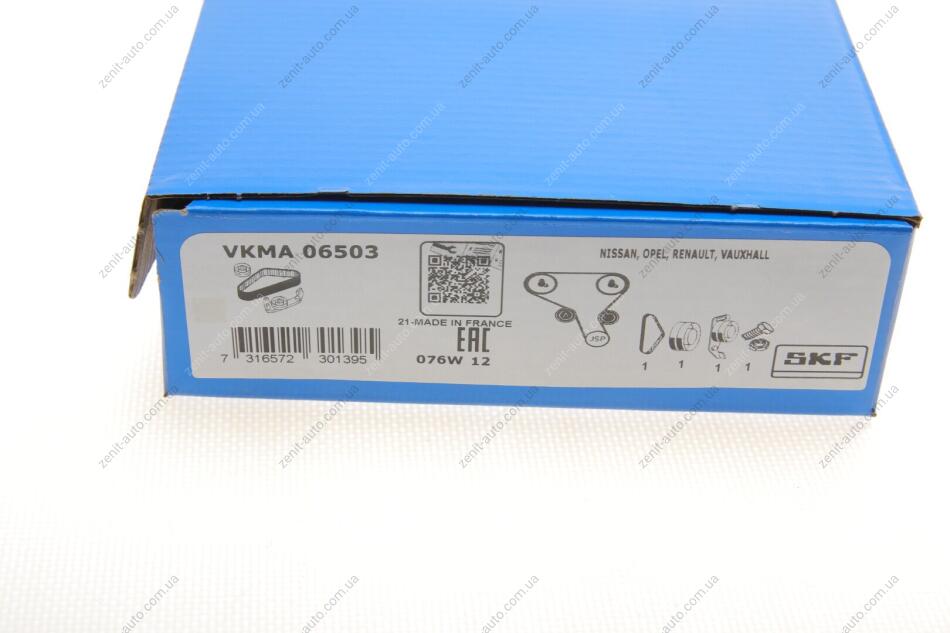 VKMA 06503
7 316572 301395
21-MADE IN FRANCE
EAC
076W 12
NISSAN, OPEL, RENAULT, VAUXHALL
A
A
JSP
1 1 1 1
SKF
zenit-auto.com.ua